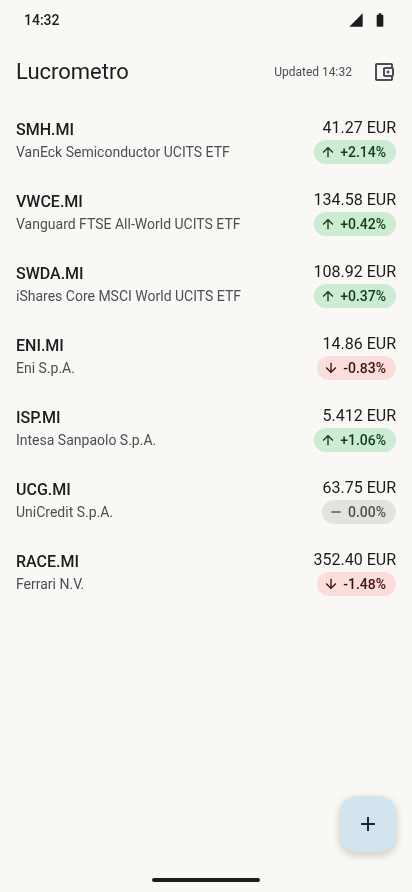 14:32
Lucrometro
Updated 14:32
SMH.MI
41.27 EUR
VanEck Semiconductor UCITS ETF
+2.14%
VWCE.MI
134.58 EUR
Vanguard FTSE All-World UCITS ETF
+0.42%
SWDA.MI
108.92 EUR
iShares Core MSCI World UCITS ETF
+0.37%
ENI.MI
14.86 EUR
Eni S.p.A.
-0.83%
ISP.MI
5.412 EUR
Intesa Sanpaolo S.p.A.
+1.06%
UCG.MI
63.75 EUR
UniCredit S.p.A.
0.00%
RACE.MI
352.40 EUR
Ferrari N.V.
-1.48%